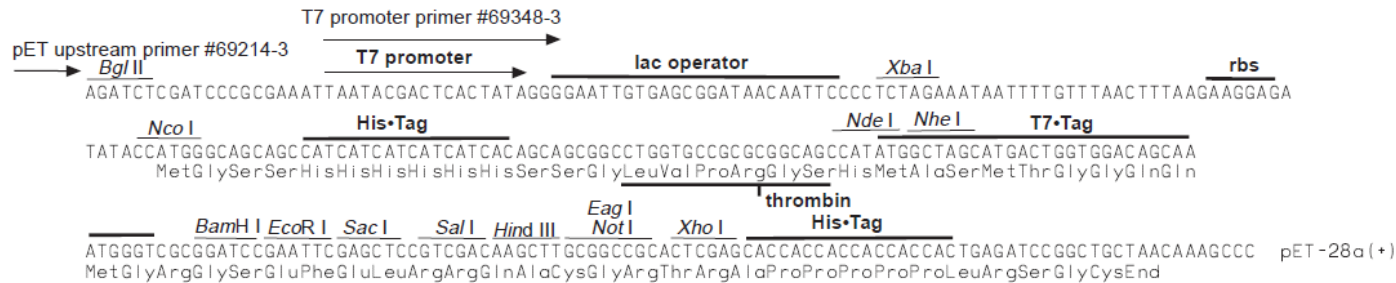 T7 promoter primer #69348-3
pET upstream primer #69214-3
Bgl II T7 promoter lac operator Xba I rbs
AGATCTCGATCCCGCGAAATTAATACGACTCACTATAGGGGAATTGTGAGCGGATAACAATTCCCCTCTAGAAATAATTTTGTTTAACTTTAAGAAGGAGA
Nco I His•Tag Nde I Nhe I T7•Tag
TATACCATGGGCAGCAGCCATCATCATCATCATCACAGCAGCGGCCTGGTGCCGCGCGGCAGCCATATGGCTAGCATGACTGGTGGACAGCAA
MetGlySerSerHisHisHisHisHisHisSerSerGlyLeuValProArgGlySerHisMetAlaSerMetThrGlyGlyGlnGln
thrombin
Eag I
BamH I EcoR I Sac I Sal I Hind III Not I Xho I His•Tag
ATGGGTCGCGGATCCGAATTCGAGCTCCGTCGACAAGCTTGCGGCCGCACTCGAGCACCACCACCACCACCACTGAGATCCGGCTGCTAACAAAGCCC pET-28a(+)
MetGlyArgGlySerGluPheGluLeuArgArgGlnAlaCysGlyArgThrArgAlaProProProProProLeuArgSerGlyCysEnd